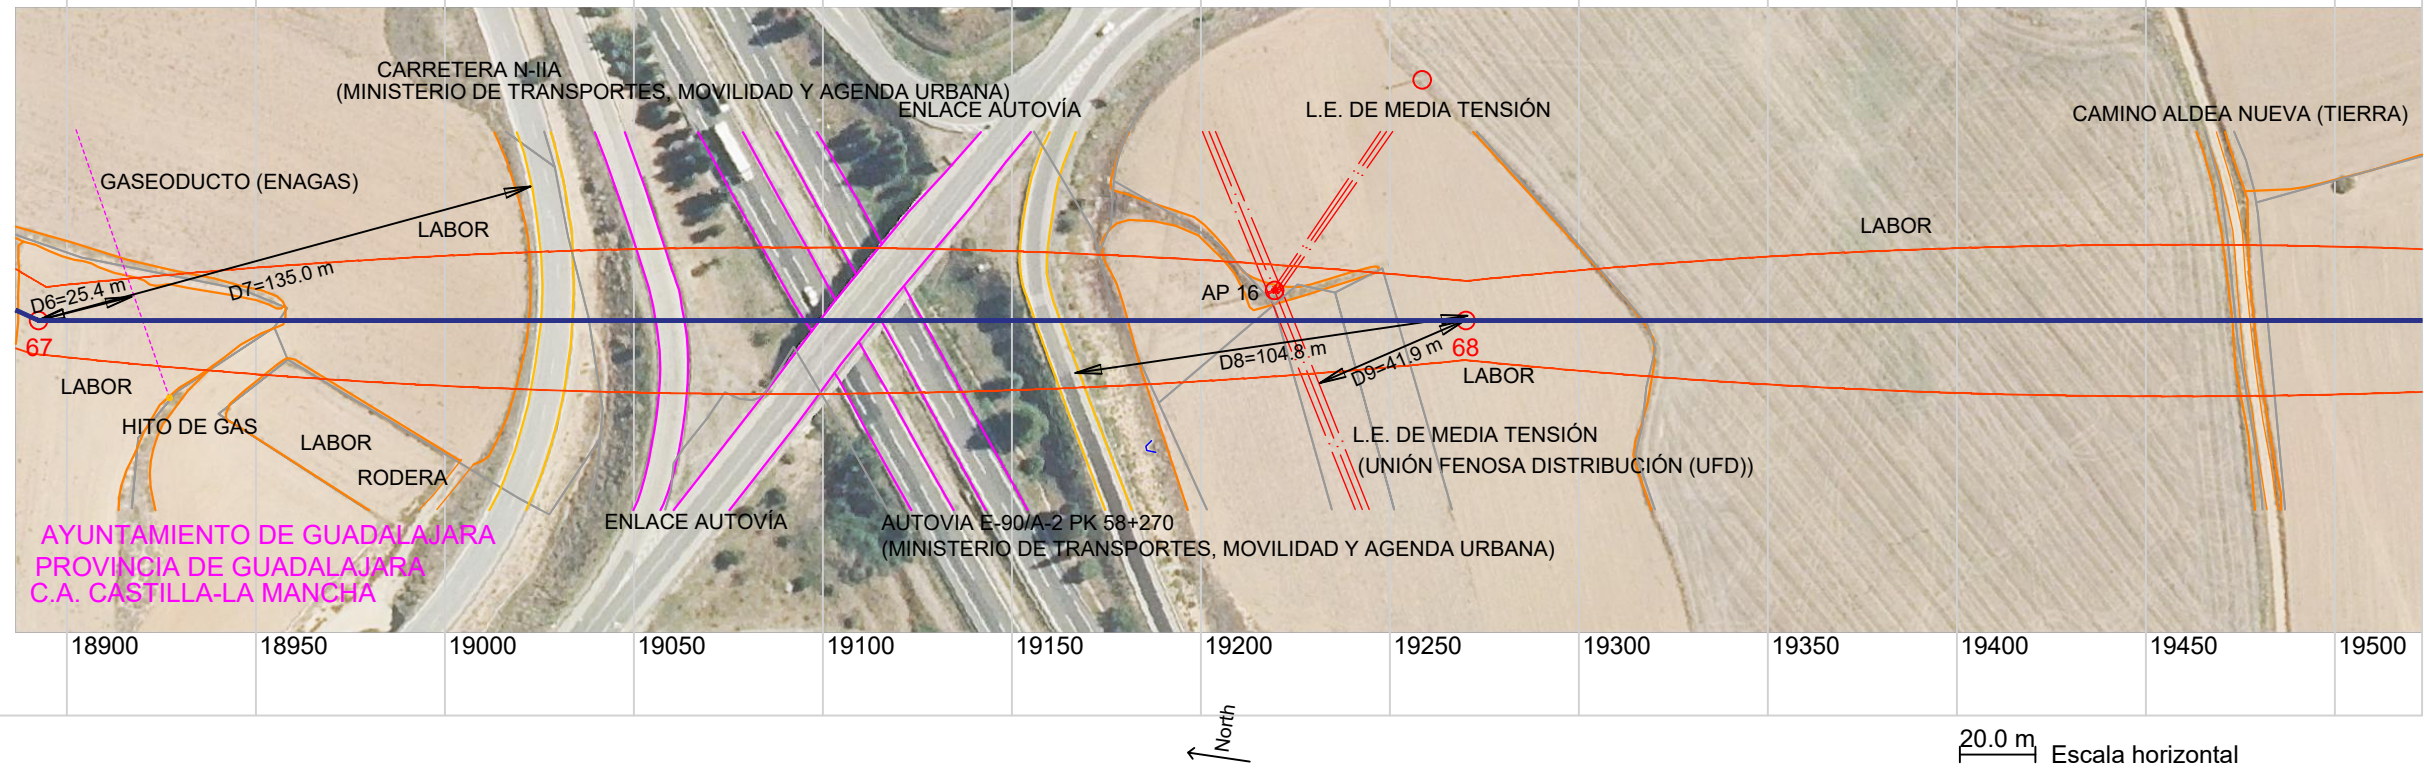 CARRETERA N-IIA
(MINISTERIO DE TRANSPORTES, MOVILIDAD Y AGENDA URBANA)
ENLACE AUTOVÍA
L.E. DE MEDIA TENSIÓN
CAMINO ALDEA NUEVA (TIERRA)
GASEODUCTO (ENAGAS)
LABOR
LABOR
D6=25.4 m
D7=135.0 m
AP 16
67
68
D8=104.8 m
D9=41.9 m
LABOR
LABOR
HITO DE GAS
LABOR
RODERA
L.E. DE MEDIA TENSIÓN
(UNIÓN FENOSA DISTRIBUCIÓN (UFD))
ENLACE AUTOVÍA
AUTOVIA E-90/A-2 PK 58+270
(MINISTERIO DE TRANSPORTES, MOVILIDAD Y AGENDA URBANA)
AYUNTAMIENTO DE GUADALAJARA
PROVINCIA DE GUADALAJARA
C.A. CASTILLA-LA MANCHA
18900 18950 19000 19050 19100 19150 19200 19250 19300 19350 19400 19450 19500
North
20.0 m
Escala horizontal